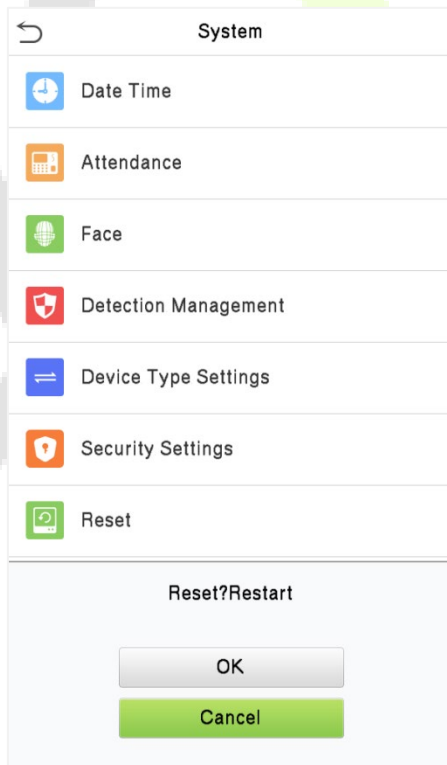 System
Date Time
Attendance
Face
Detection Management
Device Type Settings
Security Settings
Reset
Reset?Restart
OK
Cancel